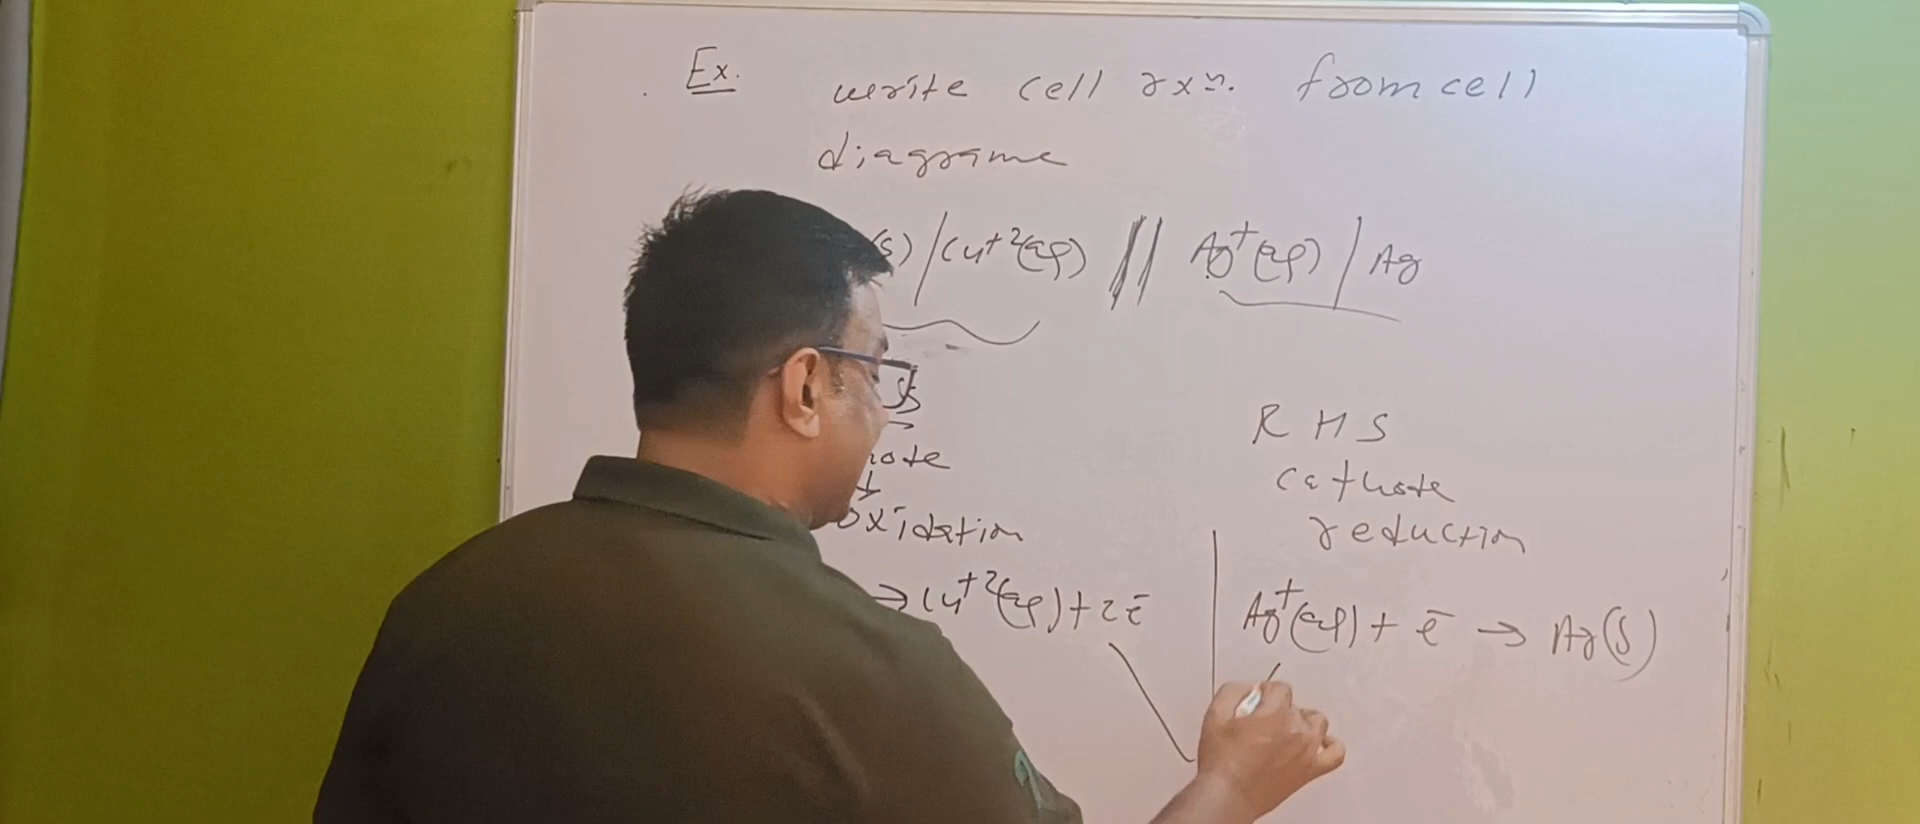 Ex. write cell rxn. from cell
diagrame
(s) / Cu+2(aq) // Ag+(aq) / Ag
RHS
cathode
reduction
oxidation
→ Cu+2(aq) + 2e-
Ag+(aq) + e- → Ag(s)